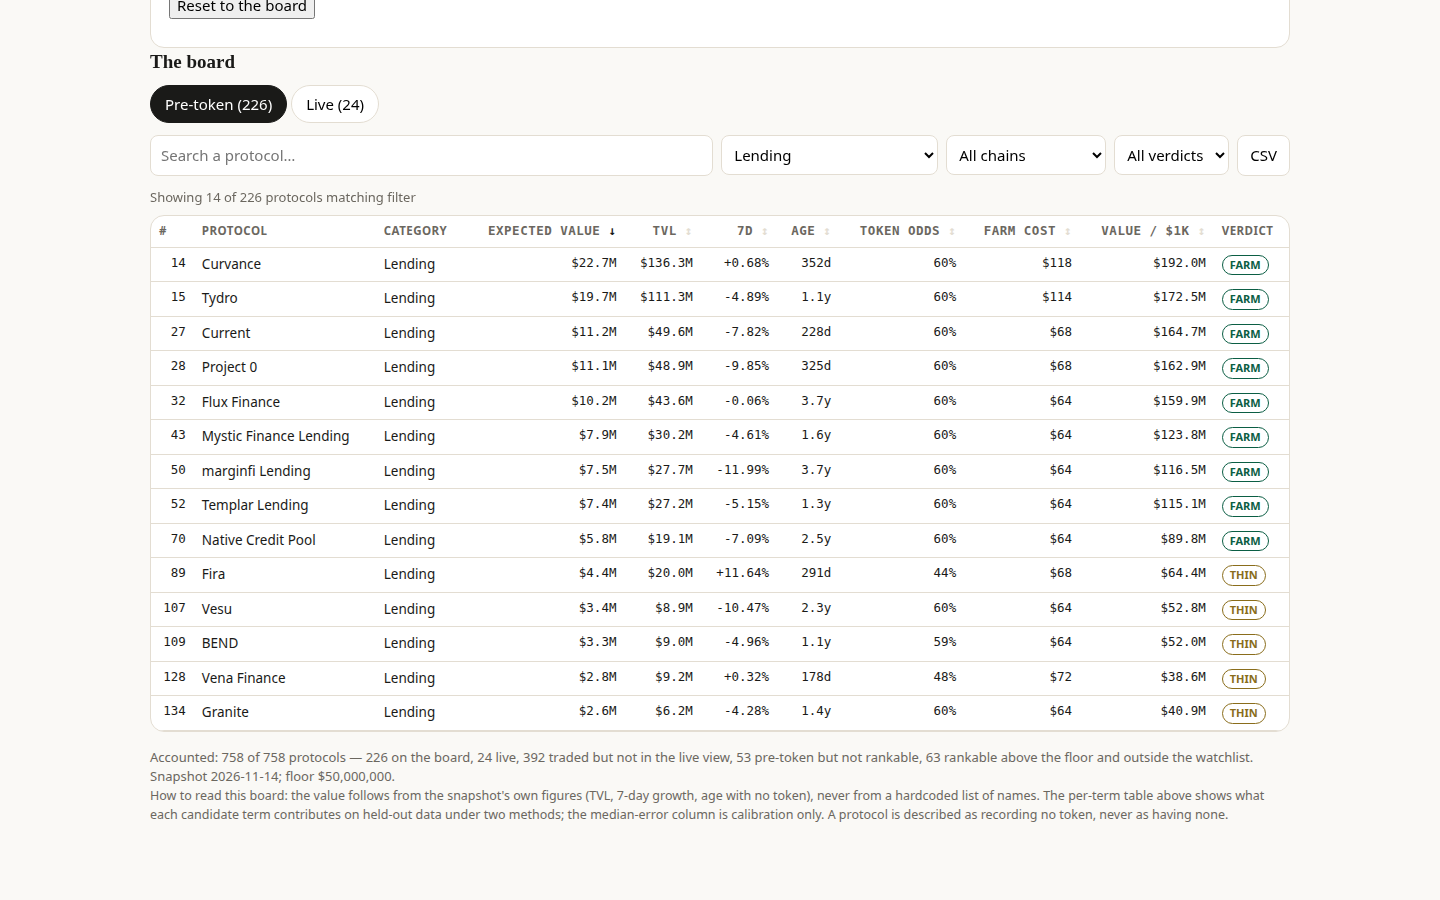 Reset to the board
The board
Pre-token (226) Live (24)
Search a protocol... Lending All chains All verdicts CSV
Showing 14 of 226 protocols matching filter
# PROTOCOL CATEGORY EXPECTED VALUE ↓ TVL ↕ 7D ↕ AGE ↕ TOKEN ODDS ↕ FARM COST ↕ VALUE / $1K ↕ VERDICT
14 Curvance Lending $22.7M $136.3M +0.68% 352d 60% $118 $192.0M FARM
15 Tydro Lending $19.7M $111.3M -4.89% 1.1y 60% $114 $172.5M FARM
27 Current Lending $11.2M $49.6M -7.82% 228d 60% $68 $164.7M FARM
28 Project 0 Lending $11.1M $48.9M -9.85% 325d 60% $68 $162.9M FARM
32 Flux Finance Lending $10.2M $43.6M -0.06% 3.7y 60% $64 $159.9M FARM
43 Mystic Finance Lending Lending $7.9M $30.2M -4.61% 1.6y 60% $64 $123.8M FARM
50 marginfi Lending Lending $7.5M $27.7M -11.99% 3.7y 60% $64 $116.5M FARM
52 Templar Lending Lending $7.4M $27.2M -5.15% 1.3y 60% $64 $115.1M FARM
70 Native Credit Pool Lending $5.8M $19.1M -7.09% 2.5y 60% $64 $89.8M FARM
89 Fira Lending $4.4M $20.0M +11.64% 291d 44% $68 $64.4M THIN
107 Vesu Lending $3.4M $8.9M -10.47% 2.3y 60% $64 $52.8M THIN
109 BEND Lending $3.3M $9.0M -4.96% 1.1y 59% $64 $52.0M THIN
128 Vena Finance Lending $2.8M $9.2M +0.32% 178d 48% $72 $38.6M THIN
134 Granite Lending $2.6M $6.2M -4.28% 1.4y 60% $64 $40.9M THIN
Accounted: 758 of 758 protocols — 226 on the board, 24 live, 392 traded but not in the live view, 53 pre-token but not rankable, 63 rankable above the floor and outside the watchlist.
Snapshot 2026-11-14; floor $50,000,000.
How to read this board: the value follows from the snapshot's own figures (TVL, 7-day growth, age with no token), never from a hardcoded list of names. The per-term table above shows what
each candidate term contributes on held-out data under two methods; the median-error column is calibration only. A protocol is described as recording no token, never as having none.